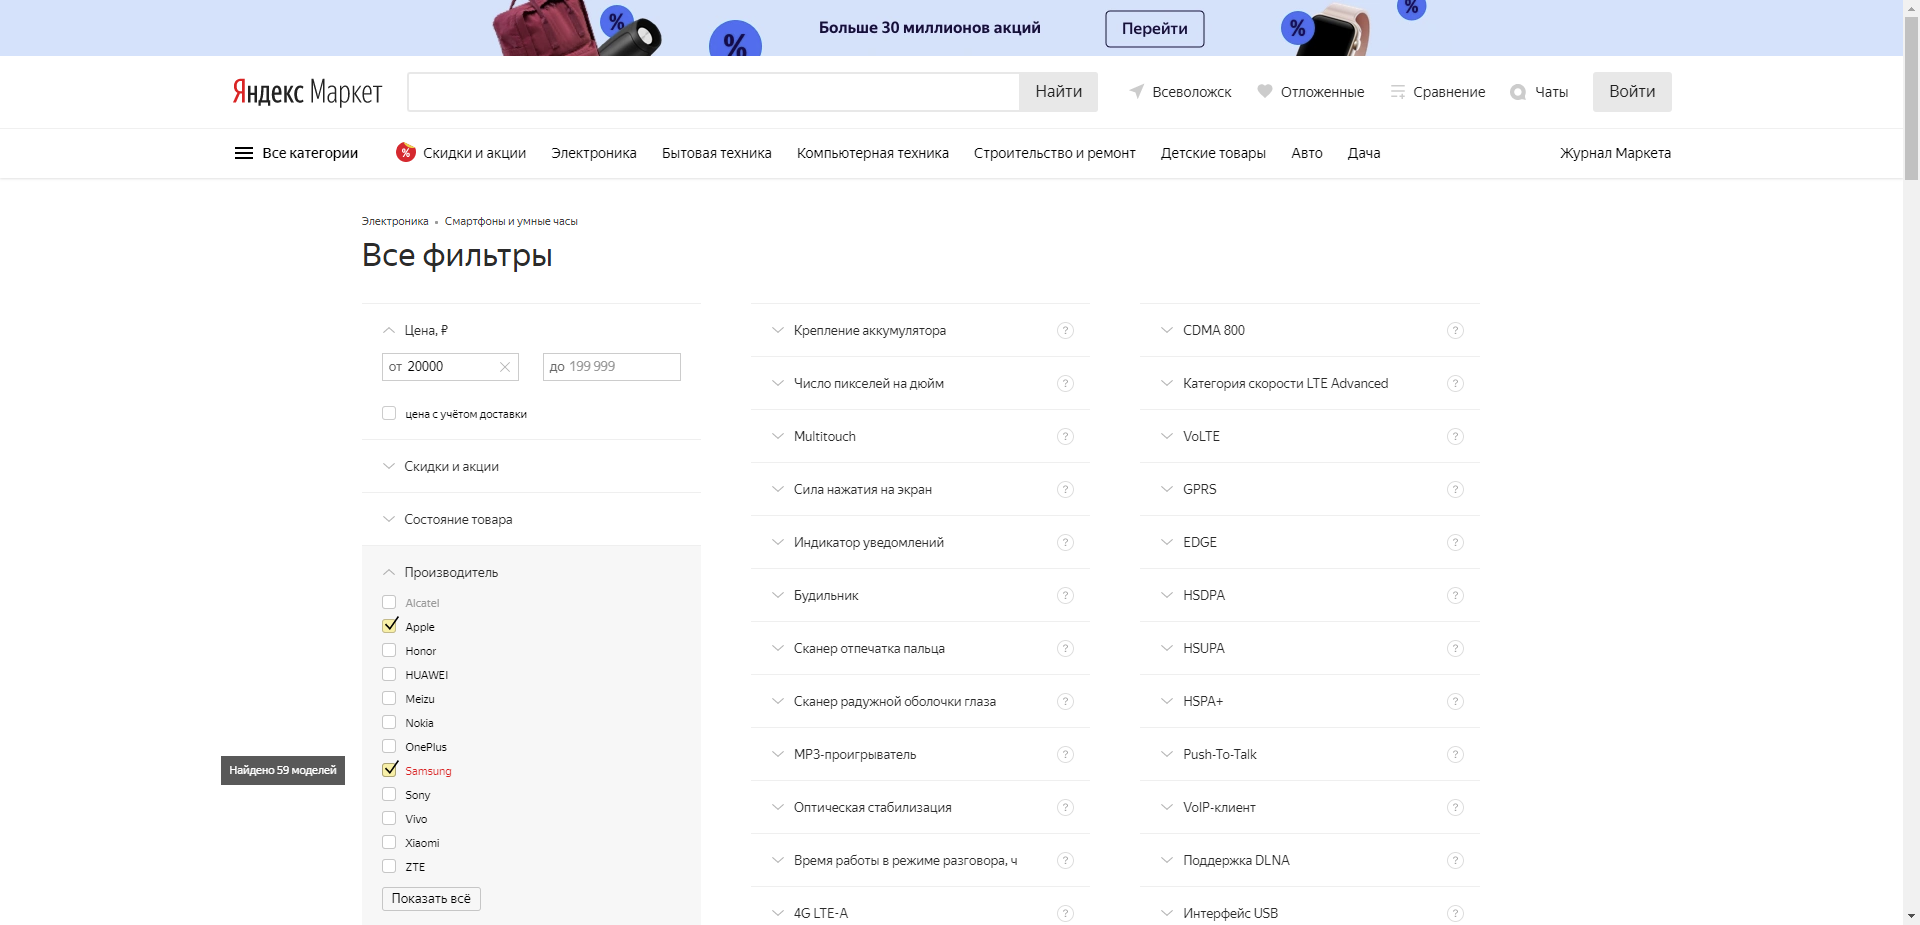 %
%
Больше 30 миллионов акций
Перейти
%
%
Яндекс Маркет
Найти
Всеволожск
Отложенные
Сравнение
Чаты
Войти
Все категории
% Скидки и акции
Электроника
Бытовая техника
Компьютерная техника
Строительство и ремонт
Детские товары
Авто
Дача
Журнал Маркета
Электроника • Смартфоны и умные часы
Все фильтры
Цена, ₽
от 20000
до 199 999
цена с учётом доставки
Скидки и акции
Состояние товара
Производитель
Alcatel
Apple
Honor
HUAWEI
Meizu
Nokia
OnePlus
Найдено 59 моделей
Samsung
Sony
Vivo
Xiaomi
ZTE
Показать всё
Крепление аккумулятора ?
Число пикселей на дюйм ?
Multitouch ?
Сила нажатия на экран ?
Индикатор уведомлений ?
Будильник ?
Сканер отпечатка пальца ?
Сканер радужной оболочки глаза ?
MP3-проигрыватель ?
Оптическая стабилизация ?
Время работы в режиме разговора, ч ?
4G LTE-A ?
CDMA 800 ?
Категория скорости LTE Advanced ?
VoLTE ?
GPRS ?
EDGE ?
HSDPA ?
HSUPA ?
HSPA+ ?
Push-To-Talk ?
VoIP-клиент ?
Поддержка DLNA ?
Интерфейс USB ?